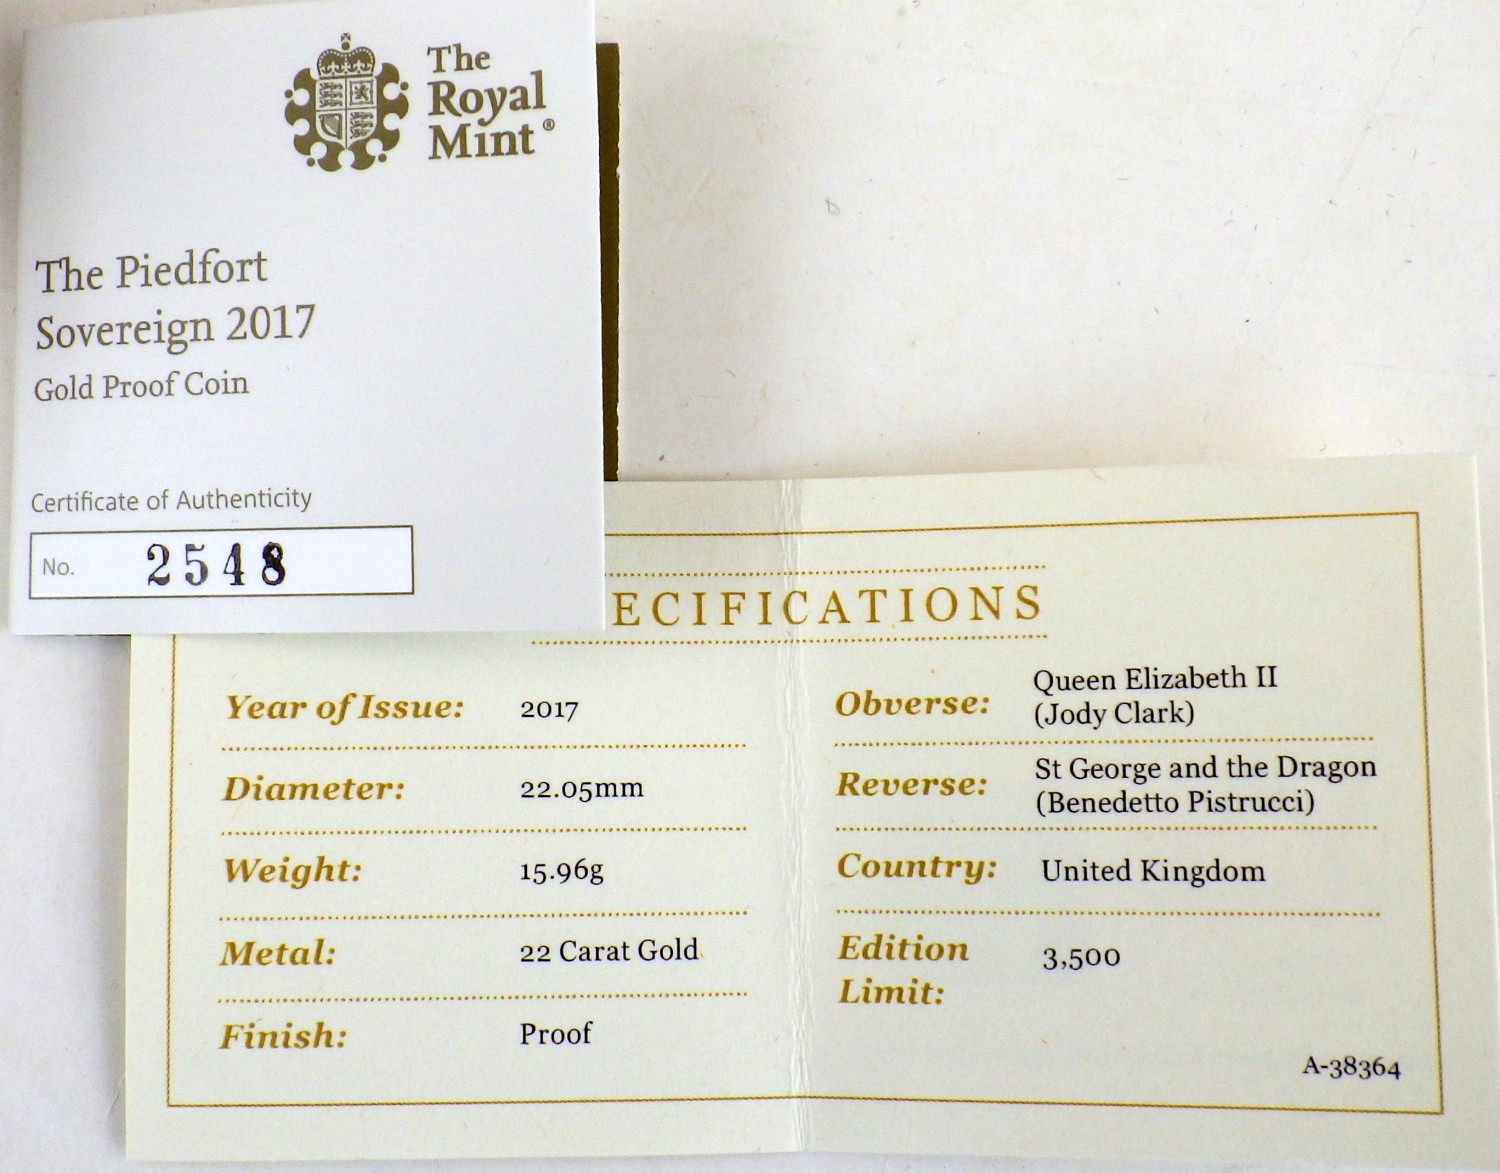 The
Royal
Mint®
The Piedfort
Sovereign 2017
Gold Proof Coin
Certificate of Authenticity
No. 2548
ECIFICATIONS
Year of Issue: 2017
Diameter: 22.05mm
Weight: 15.96g
Metal: 22 Carat Gold
Finish: Proof
Obverse: Queen Elizabeth II
(Jody Clark)
Reverse: St George and the Dragon
(Benedetto Pistrucci)
Country: United Kingdom
Edition 3,500
Limit:
A-38364